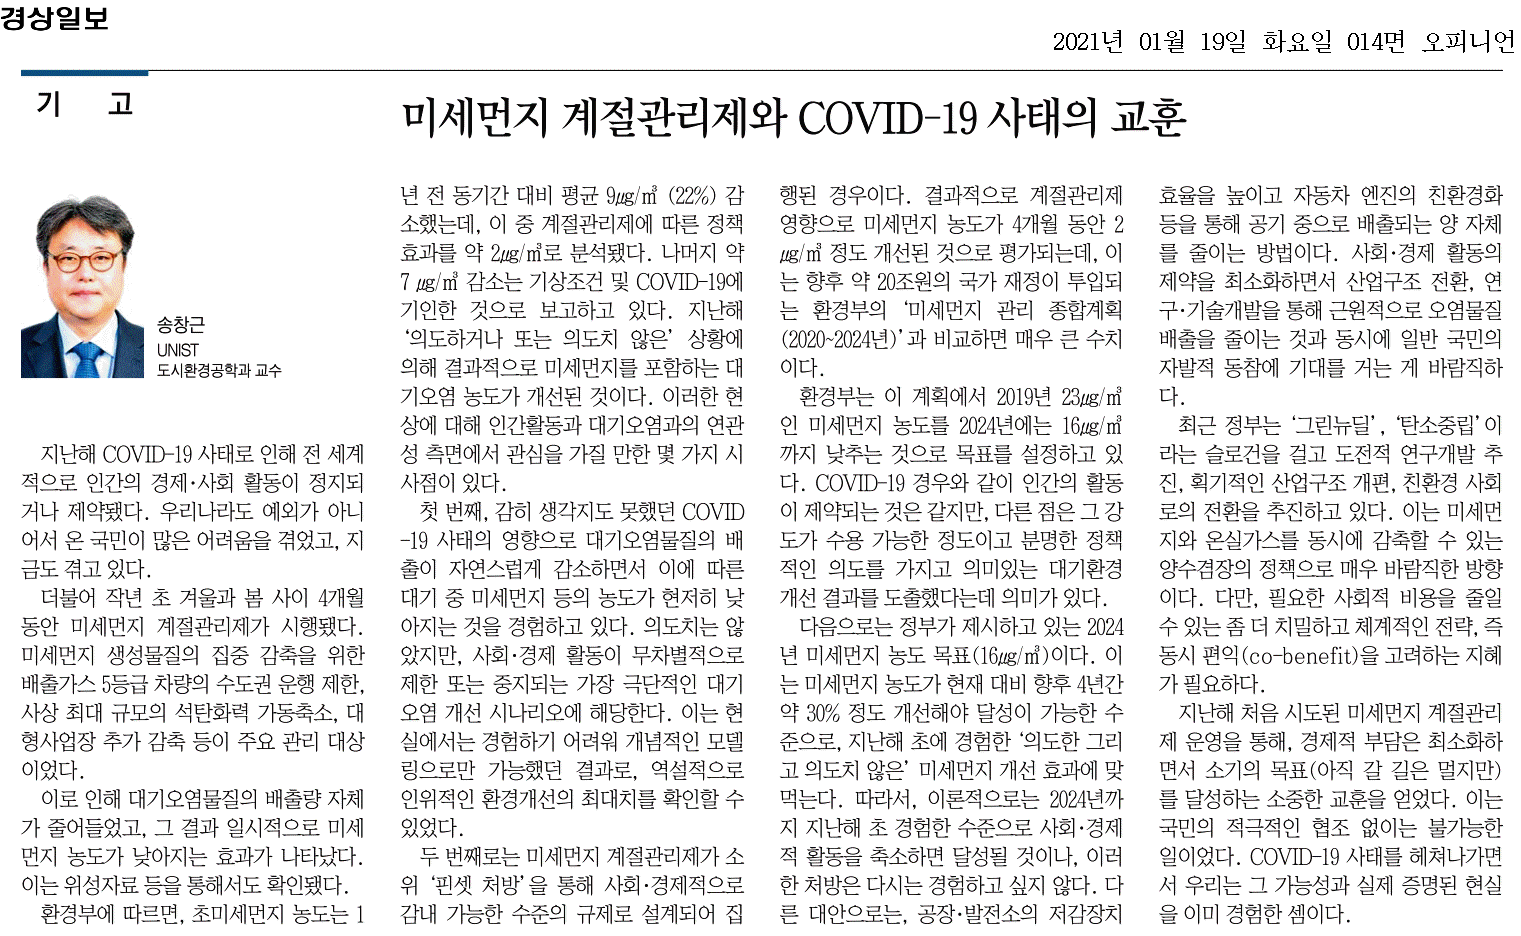 경상일보
2021년 01월 19일 화요일 014면 오피니언
기 고
미세먼지 계절관리제와 COVID-19 사태의 교훈
송창근
UNIST
도시환경공학과 교수
지난해 COVID-19 사태로 인해 전 세계
적으로 인간의 경제·사회 활동이 정지되
거나 제약됐다. 우리나라도 예외가 아니
어서 온 국민이 많은 어려움을 겪었고, 지
금도 겪고 있다.
더불어 작년 초 겨울과 봄 사이 4개월
동안 미세먼지 계절관리제가 시행됐다.
미세먼지 생성물질의 집중 감축을 위한
배출가스 5등급 차량의 수도권 운행 제한,
사상 최대 규모의 석탄화력 가동축소, 대
형사업장 추가 감축 등이 주요 관리 대상
이었다.
이로 인해 대기오염물질의 배출량 자체
가 줄어들었고, 그 결과 일시적으로 미세
먼지 농도가 낮아지는 효과가 나타났다.
이는 위성자료 등을 통해서도 확인됐다.
환경부에 따르면, 초미세먼지 농도는 1
년 전 동기간 대비 평균 9㎍/㎥ (22%) 감
소했는데, 이 중 계절관리제에 따른 정책
효과를 약 2㎍/㎥로 분석됐다. 나머지 약
7 ㎍/㎥ 감소는 기상조건 및 COVID-19에
기인한 것으로 보고하고 있다. 지난해
‘의도하거나 또는 의도치 않은’ 상황에
의해 결과적으로 미세먼지를 포함하는 대
기오염 농도가 개선된 것이다. 이러한 현
상에 대해 인간활동과 대기오염과의 연관
성 측면에서 관심을 가질 만한 몇 가지 시
사점이 있다.
첫 번째, 감히 생각지도 못했던 COVID
-19 사태의 영향으로 대기오염물질의 배
출이 자연스럽게 감소하면서 이에 따른
대기 중 미세먼지 등의 농도가 현저히 낮
아지는 것을 경험하고 있다. 의도치는 않
았지만, 사회·경제 활동이 무차별적으로
제한 또는 중지되는 가장 극단적인 대기
오염 개선 시나리오에 해당한다. 이는 현
실에서는 경험하기 어려워 개념적인 모델
링으로만 가능했던 결과로, 역설적으로
인위적인 환경개선의 최대치를 확인할 수
있었다.
두 번째로는 미세먼지 계절관리제가 소
위 ‘핀셋 처방’을 통해 사회·경제적으로
감내 가능한 수준의 규제로 설계되어 집
행된 경우이다. 결과적으로 계절관리제
영향으로 미세먼지 농도가 4개월 동안 2
㎍/㎥ 정도 개선된 것으로 평가되는데, 이
는 향후 약 20조원의 국가 재정이 투입되
는 환경부의 ‘미세먼지 관리 종합계획
(2020~2024년)’과 비교하면 매우 큰 수치
이다.
환경부는 이 계획에서 2019년 23㎍/㎥
인 미세먼지 농도를 2024년에는 16㎍/㎥
까지 낮추는 것으로 목표를 설정하고 있
다. COVID-19 경우와 같이 인간의 활동
이 제약되는 것은 같지만, 다른 점은 그 강
도가 수용 가능한 정도이고 분명한 정책
적인 의도를 가지고 의미있는 대기환경
개선 결과를 도출했다는데 의미가 있다.
다음으로는 정부가 제시하고 있는 2024
년 미세먼지 농도 목표(16㎍/㎥)이다. 이
는 미세먼지 농도가 현재 대비 향후 4년간
약 30% 정도 개선해야 달성이 가능한 수
준으로, 지난해 초에 경험한 ‘의도한 그리
고 의도치 않은’ 미세먼지 개선 효과에 맞
먹는다. 따라서, 이론적으로는 2024년까
지 지난해 초 경험한 수준으로 사회·경제
적 활동을 축소하면 달성될 것이나, 이러
한 처방은 다시는 경험하고 싶지 않다. 다
른 대안으로는, 공장·발전소의 저감장치
효율을 높이고 자동차 엔진의 친환경화
등을 통해 공기 중으로 배출되는 양 자체
를 줄이는 방법이다. 사회·경제 활동의
제약을 최소화하면서 산업구조 전환, 연
구·기술개발을 통해 근원적으로 오염물질
배출을 줄이는 것과 동시에 일반 국민의
자발적 동참에 기대를 거는 게 바람직하
다.
최근 정부는 ‘그린뉴딜’, ‘탄소중립’이
라는 슬로건을 걸고 도전적 연구개발 추
진, 획기적인 산업구조 개편, 친환경 사회
로의 전환을 추진하고 있다. 이는 미세먼
지와 온실가스를 동시에 감축할 수 있는
양수겸장의 정책으로 매우 바람직한 방향
이다. 다만, 필요한 사회적 비용을 줄일
수 있는 좀 더 치밀하고 체계적인 전략, 즉
동시 편익(co-benefit)을 고려하는 지혜
가 필요하다.
지난해 처음 시도된 미세먼지 계절관리
제 운영을 통해, 경제적 부담은 최소화하
면서 소기의 목표(아직 갈 길은 멀지만)
를 달성하는 소중한 교훈을 얻었다. 이는
국민의 적극적인 협조 없이는 불가능한
일이었다. COVID-19 사태를 헤쳐나가면
서 우리는 그 가능성과 실제 증명된 현실
을 이미 경험한 셈이다.